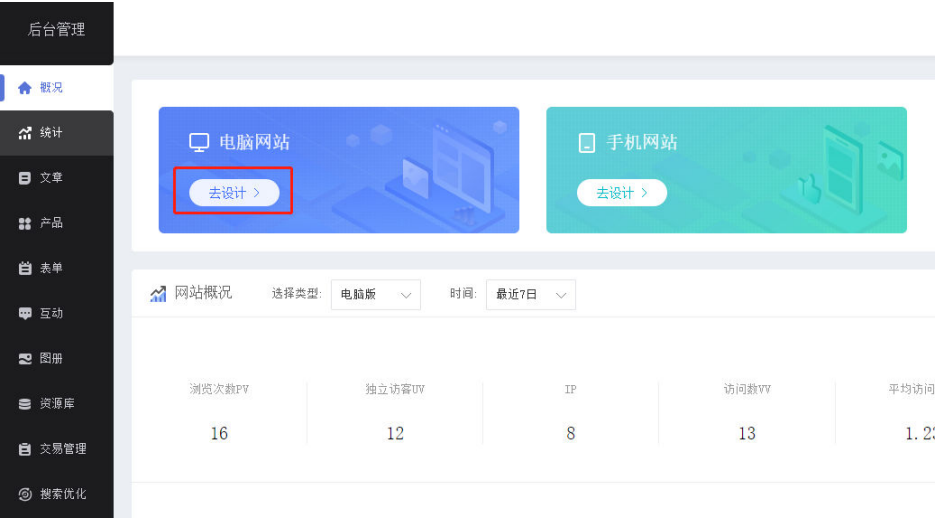 后台管理
概况
统计
文章
产品
表单
互动
图册
资源库
交易管理
搜索优化
电脑网站
去设计 >
手机网站
去设计 >
网站概况 选择类型: 电脑版 时间: 最近7日
浏览次数PV 独立访客UV IP 访问数VV 平均访问
16 12 8 13 1.23